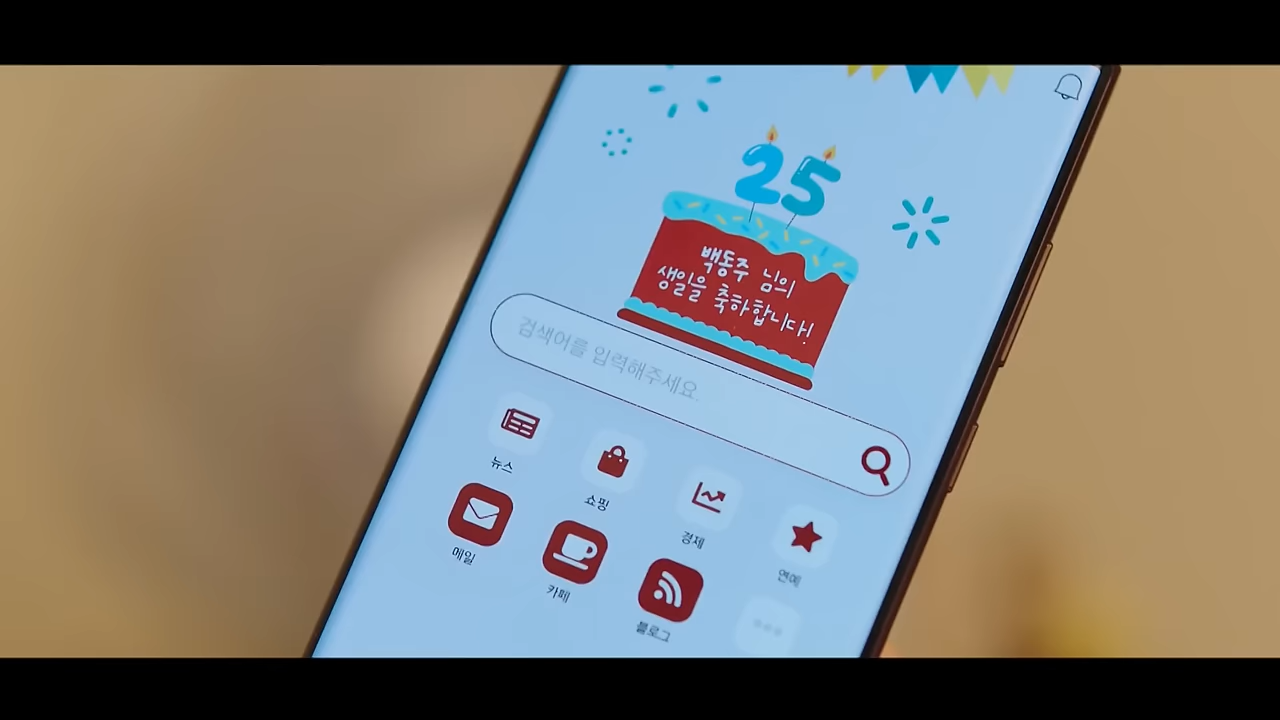 25
백동주 님의
생일을 축하합니다!
검색어를 입력해주세요.
뉴스
쇼핑
경제
연예
메일
카페
블로그